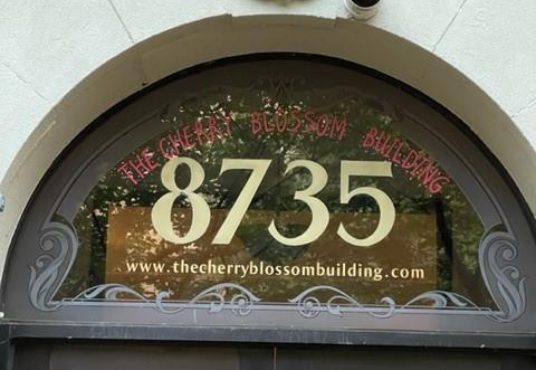 THE CHERRY BLOSSOM BUILDING
8735
www.thecherryblossombuilding.com